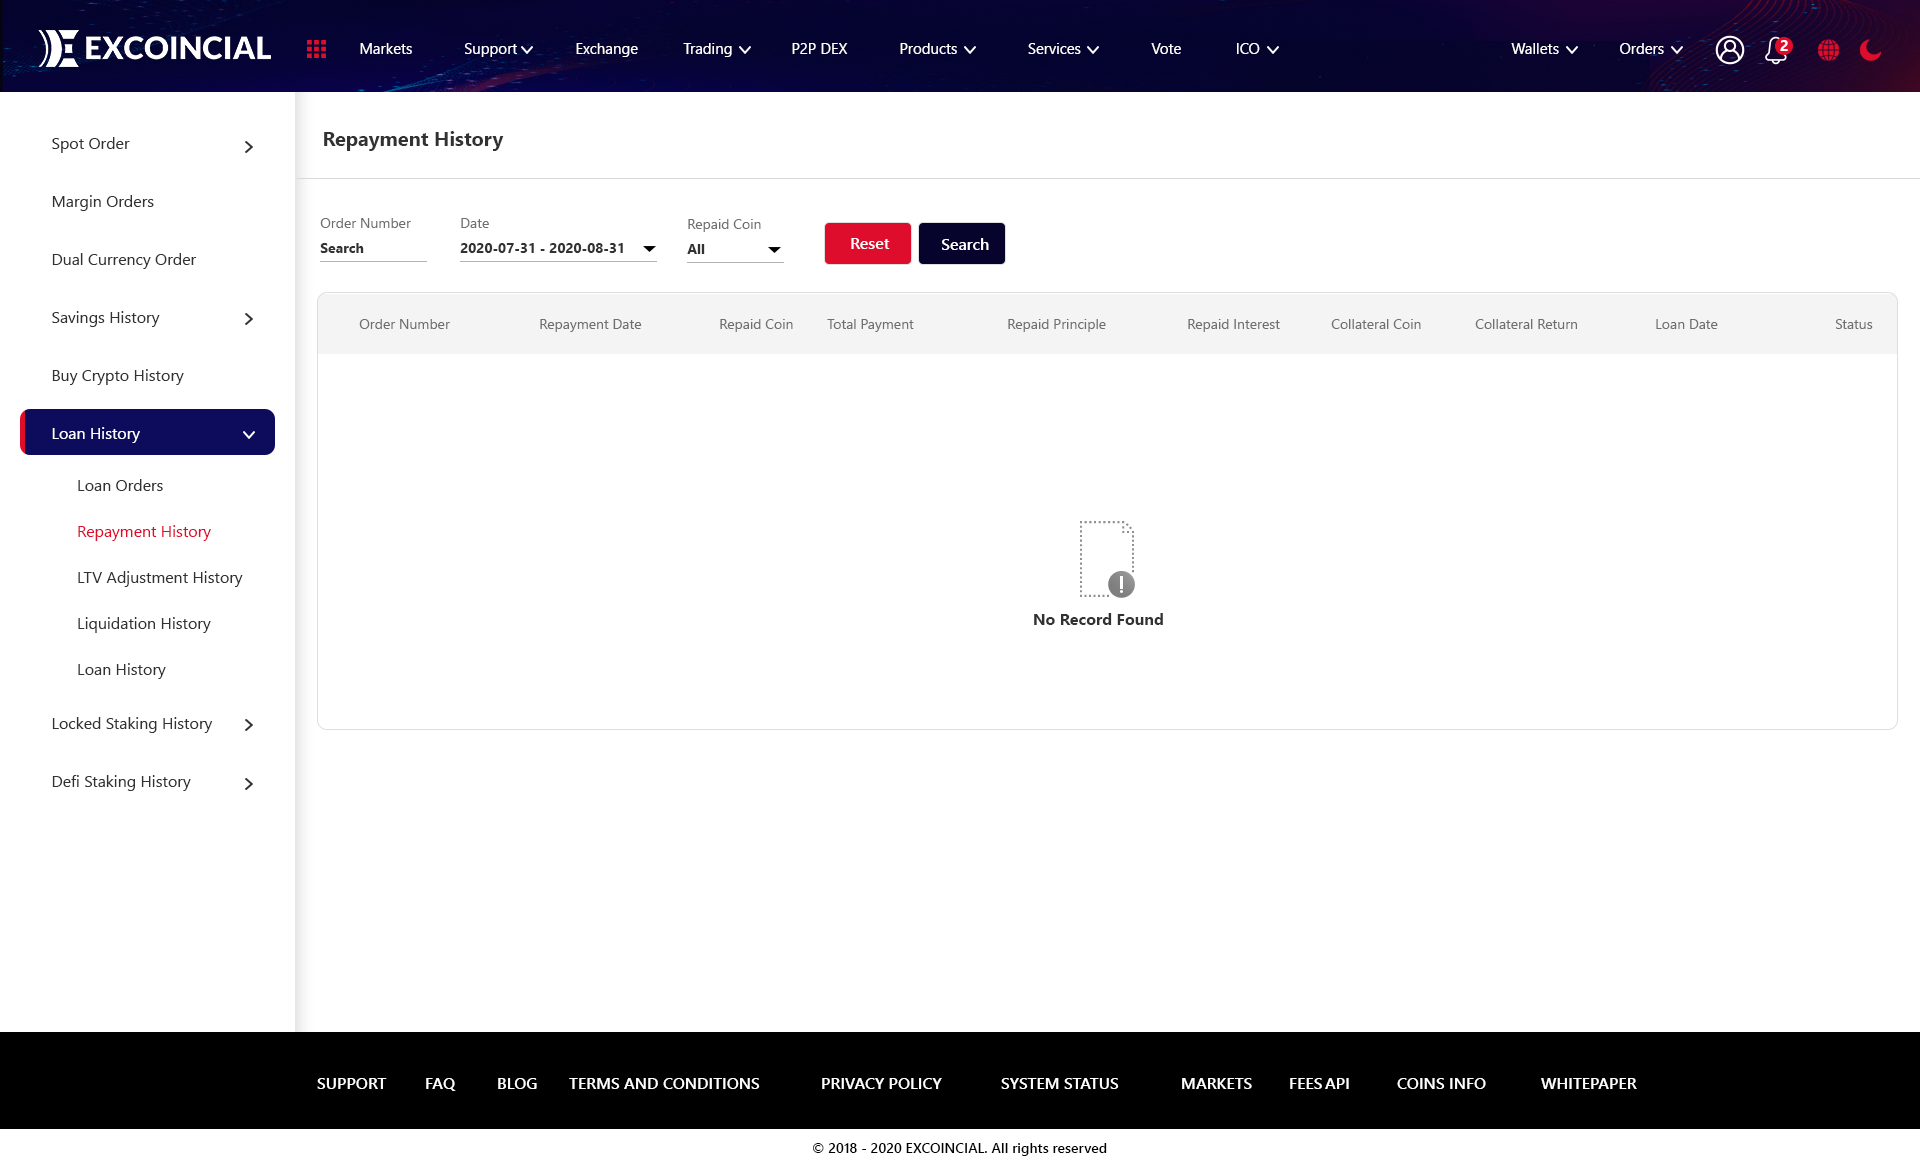 EXCOINCIAL
Markets Support Exchange Trading P2P DEX Products Services Vote ICO Wallets Orders 2
Spot Order
Margin Orders
Dual Currency Order
Savings History
Buy Crypto History
Loan History
Loan Orders
Repayment History
LTV Adjustment History
Liquidation History
Loan History
Locked Staking History
Defi Staking History
Repayment History
Order Number Date Repaid Coin
Search 2020-07-31 - 2020-08-31 All Reset Search
Order Number Repayment Date Repaid Coin Total Payment Repaid Principle Repaid Interest Collateral Coin Collateral Return Loan Date Status
No Record Found
SUPPORT FAQ BLOG TERMS AND CONDITIONS PRIVACY POLICY SYSTEM STATUS MARKETS FEES API COINS INFO WHITEPAPER
© 2018 - 2020 EXCOINCIAL. All rights reserved